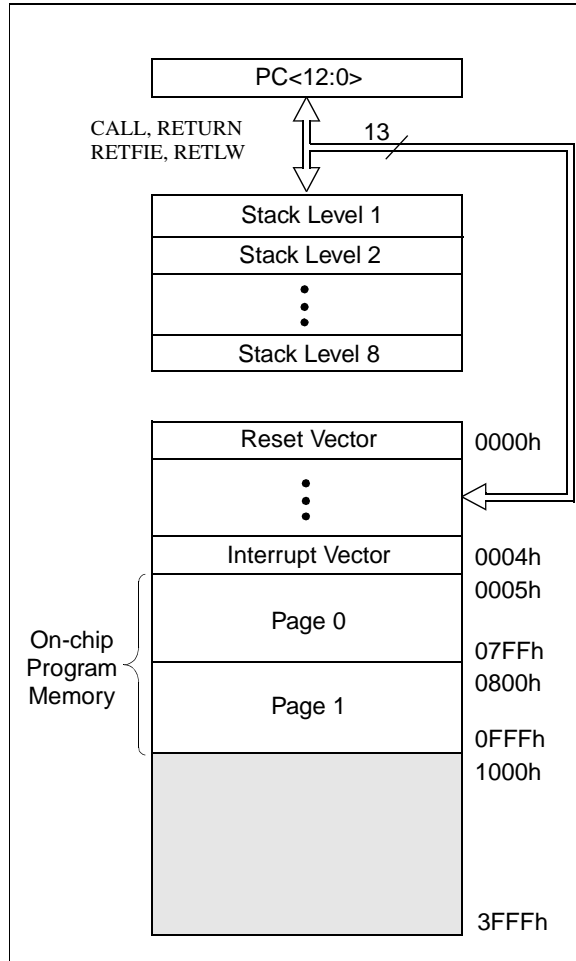 PC<12:0>
CALL, RETURN
RETFIE, RETLW
13
Stack Level 1
Stack Level 2
Stack Level 8
Reset Vector
0000h
Interrupt Vector
0004h
0005h
On-chip
Program
Memory
Page 0
07FFh
0800h
Page 1
0FFFh
1000h
3FFFh